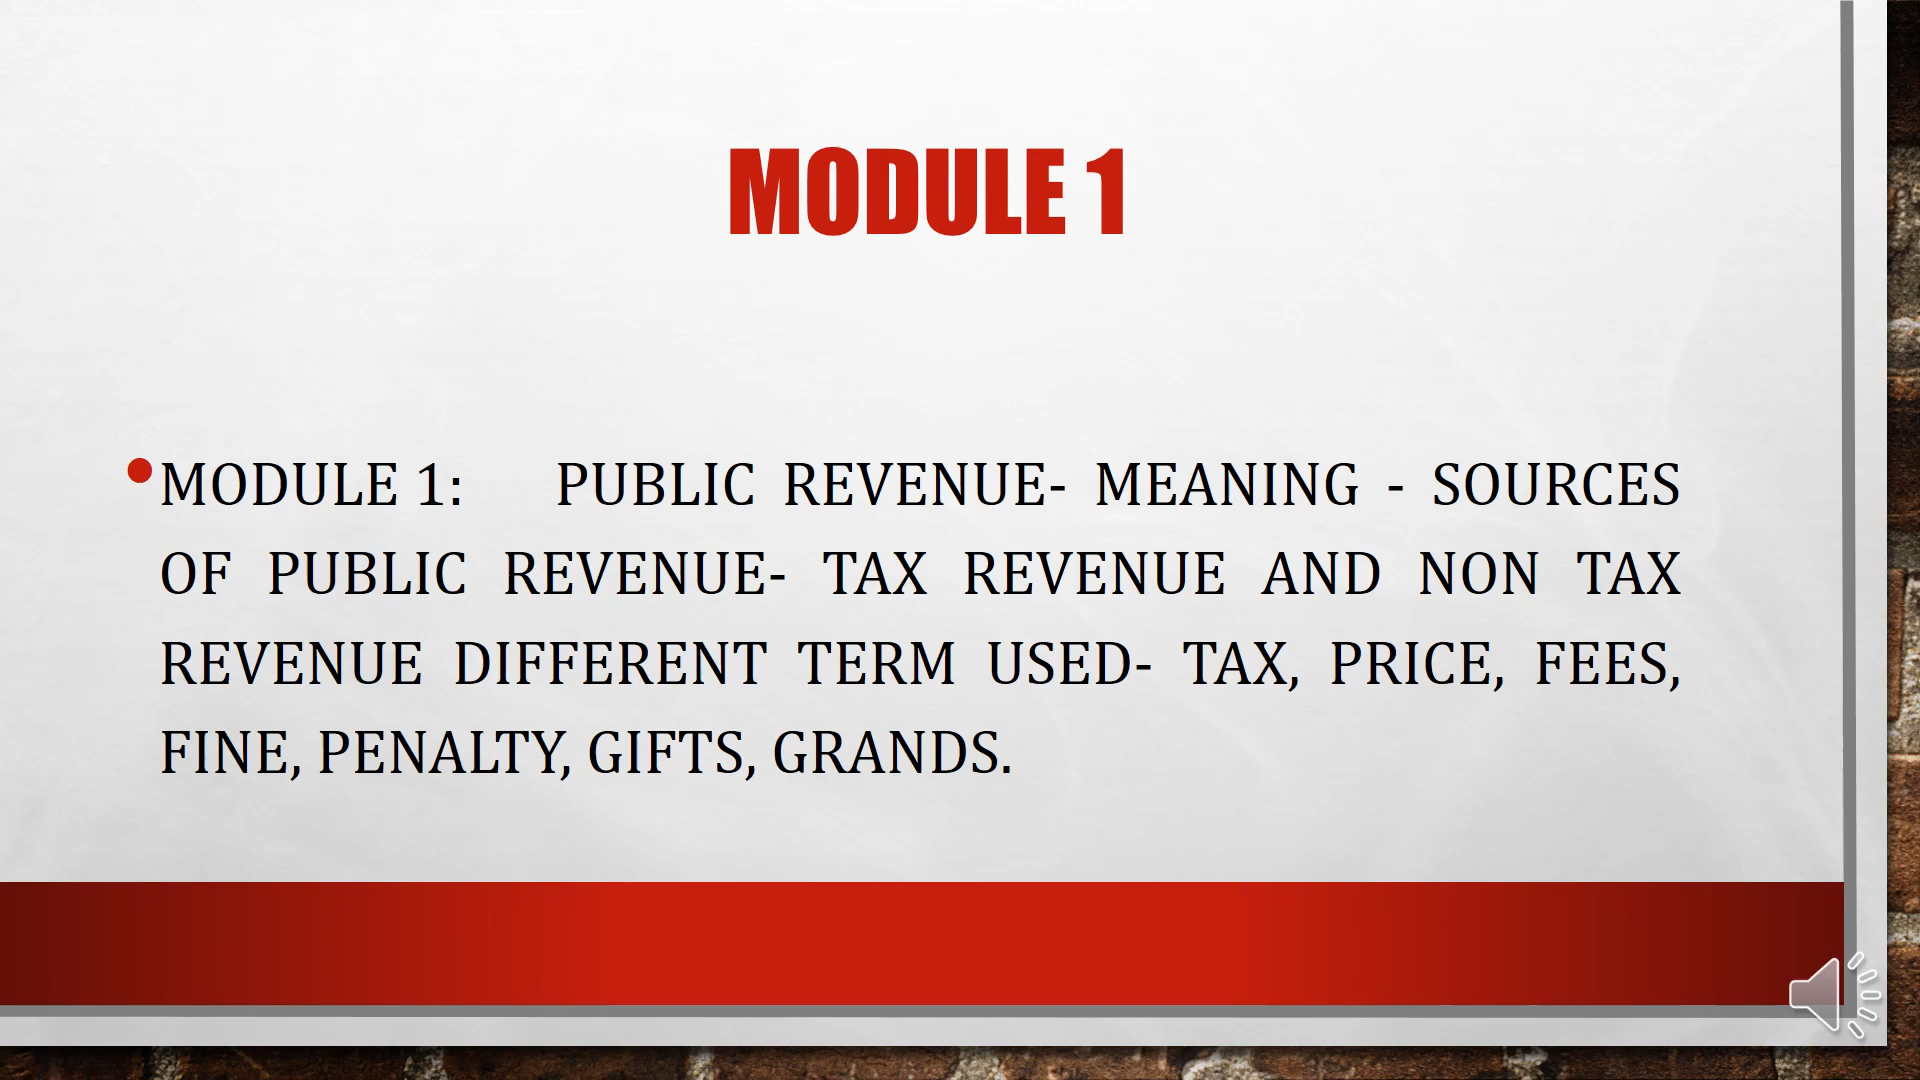 MODULE 1
MODULE 1: PUBLIC REVENUE- MEANING - SOURCES
OF PUBLIC REVENUE- TAX REVENUE AND NON TAX
REVENUE DIFFERENT TERM USED- TAX, PRICE, FEES,
FINE, PENALTY, GIFTS, GRANDS.